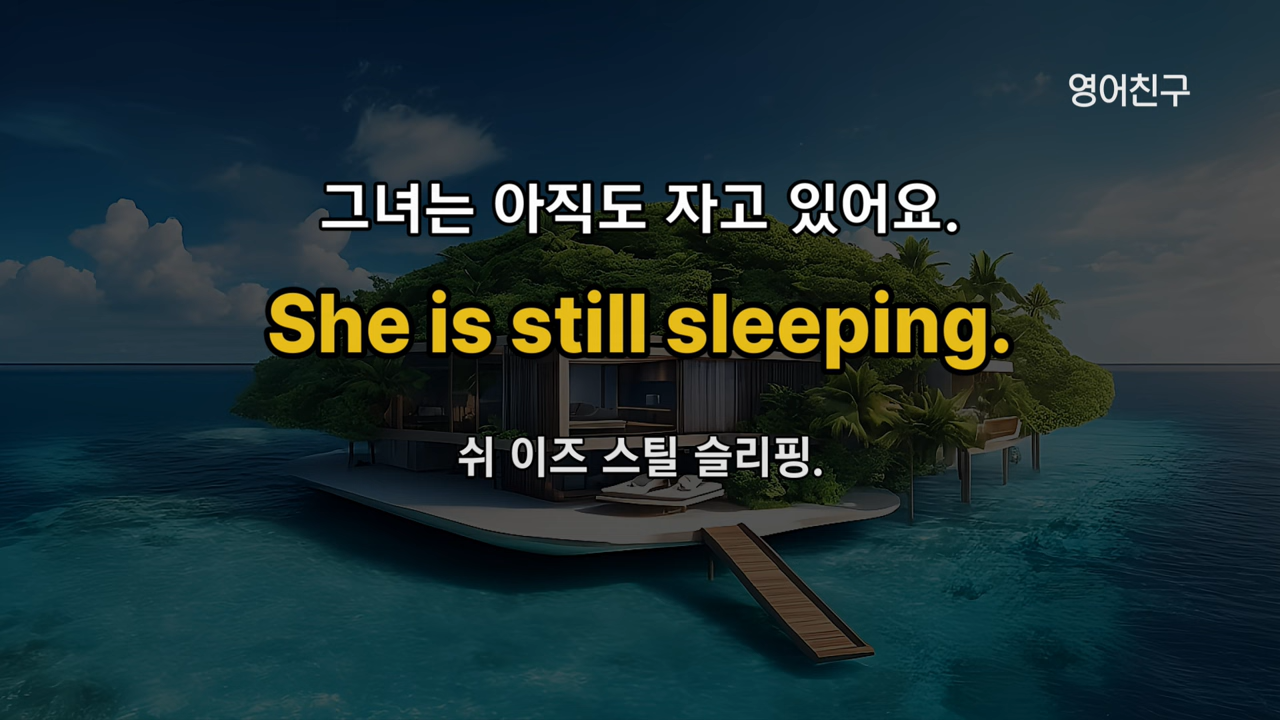 영어친구
그녀는 아직도 자고 있어요.
She is still sleeping.
쉬 이즈 스틸 슬리핑.